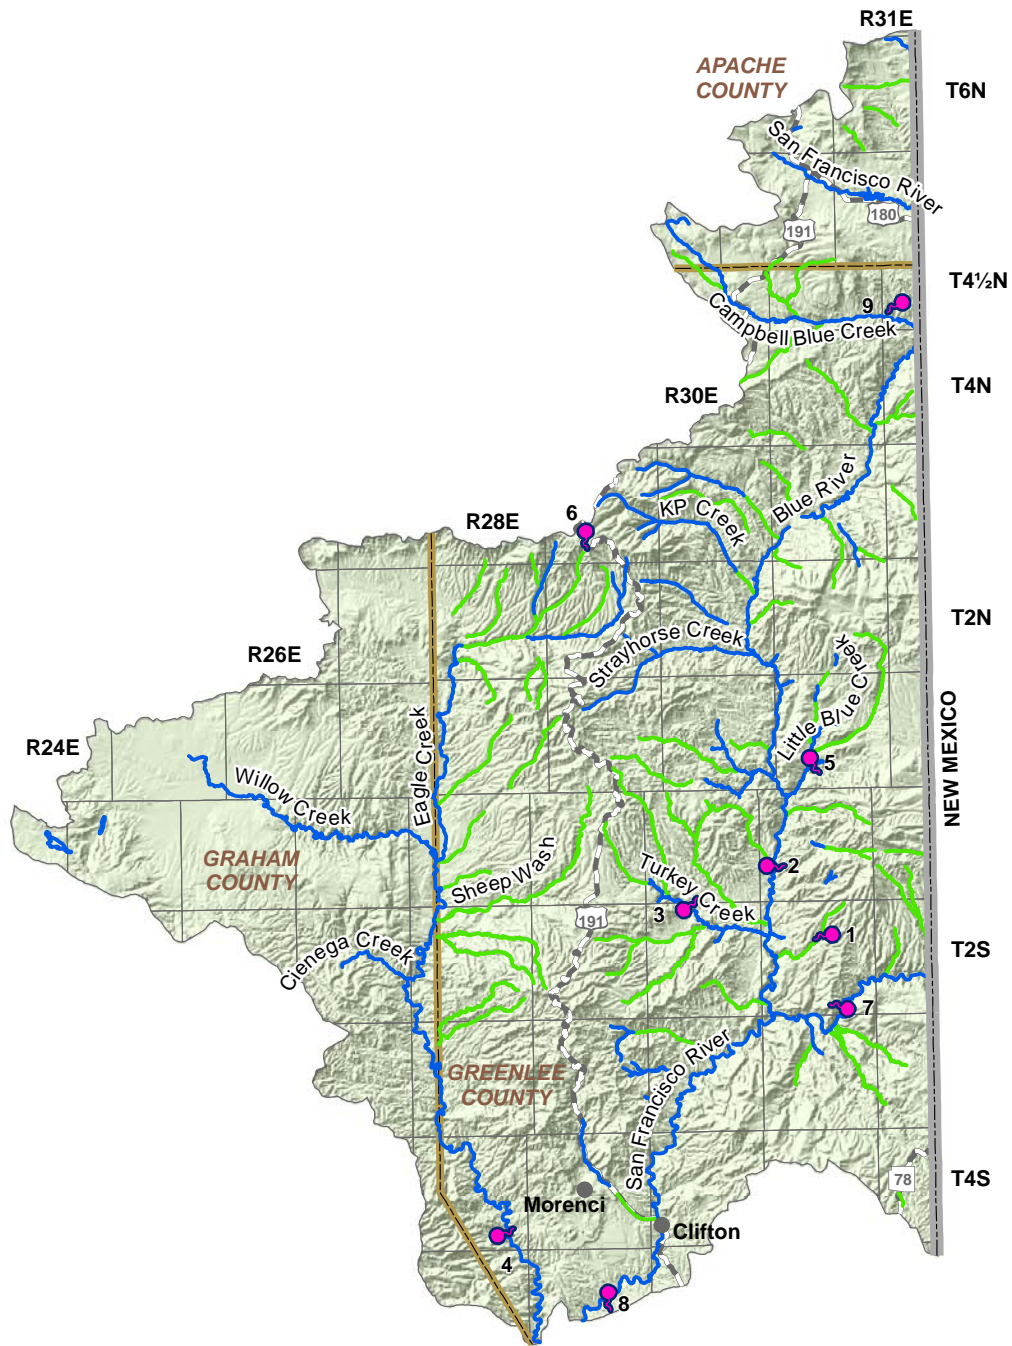 R31E
APACHE
COUNTY
T6N
San Francisco River
180
191
T4½N
9
Campbell Blue Creek
T4N
R30E
Blue River
KP Creek
6
R28E
T2N
Strayhorse Creek
R26E
Little Blue Creek
NEW MEXICO
R24E
Eagle Creek
5
Willow Creek
GRAHAM
COUNTY
Sheep Wash
2
Turkey Creek
3
191
1
T2S
Cienega Creek
7
San Francisco River
GREENLEE
COUNTY
T4S
78
Morenci
Clifton
4
8